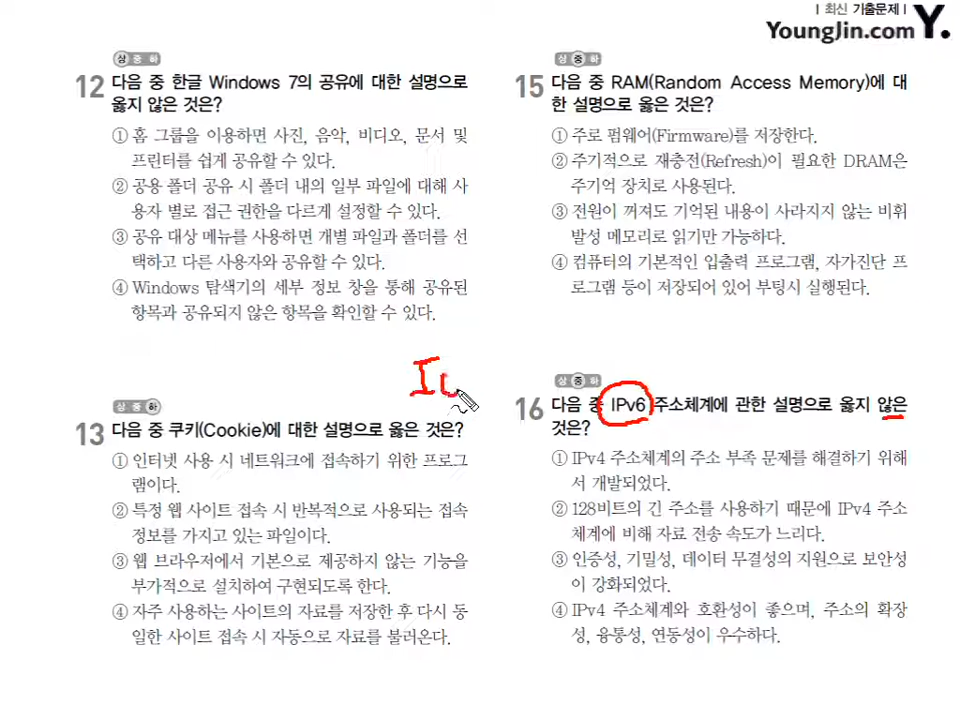 | 최신 기출문제 |
YoungJin.com Y.
상 중 하
12 다음 중 한글 Windows 7의 공유에 대한 설명으로
옳지 않은 것은?
① 홈 그룹을 이용하면 사진, 음악, 비디오, 문서 및
프린터를 쉽게 공유할 수 있다.
② 공용 폴더 공유 시 폴더 내의 일부 파일에 대해 사
용자 별로 접근 권한을 다르게 설정할 수 있다.
③ 공유 대상 메뉴를 사용하면 개별 파일과 폴더를 선
택하고 다른 사용자와 공유할 수 있다.
④ Windows 탐색기의 세부 정보 창을 통해 공유된
항목과 공유되지 않은 항목을 확인할 수 있다.
상 중 하
13 다음 중 쿠키(Cookie)에 대한 설명으로 옳은 것은?
① 인터넷 사용 시 네트워크에 접속하기 위한 프로그
램이다.
② 특정 웹 사이트 접속 시 반복적으로 사용되는 접속
정보를 가지고 있는 파일이다.
③ 웹 브라우저에서 기본으로 제공하지 않는 기능을
부가적으로 설치하여 구현되도록 한다.
④ 자주 사용하는 사이트의 자료를 저장한 후 다시 동
일한 사이트 접속 시 자동으로 자료를 불러온다.
상 중 하
15 다음 중 RAM(Random Access Memory)에 대
한 설명으로 옳은 것은?
① 주로 펌웨어(Firmware)를 저장한다.
② 주기적으로 재충전(Refresh)이 필요한 DRAM은
주기억 장치로 사용된다.
③ 전원이 꺼져도 기억된 내용이 사라지지 않는 비휘
발성 메모리로 읽기만 가능하다.
④ 컴퓨터의 기본적인 입출력 프로그램, 자가진단 프
로그램 등이 저장되어 있어 부팅시 실행된다.
상 중 하
16 다음 중 IPv6 주소체계에 관한 설명으로 옳지 않은
것은?
① IPv4 주소체계의 주소 부족 문제를 해결하기 위해
서 개발되었다.
② 128비트의 긴 주소를 사용하기 때문에 IPv4 주소
체계에 비해 자료 전송 속도가 느리다.
③ 인증성, 기밀성, 데이터 무결성의 지원으로 보안성
이 강화되었다.
④ IPv4 주소체계와 호환성이 좋으며, 주소의 확장
성, 융통성, 연동성이 우수하다.